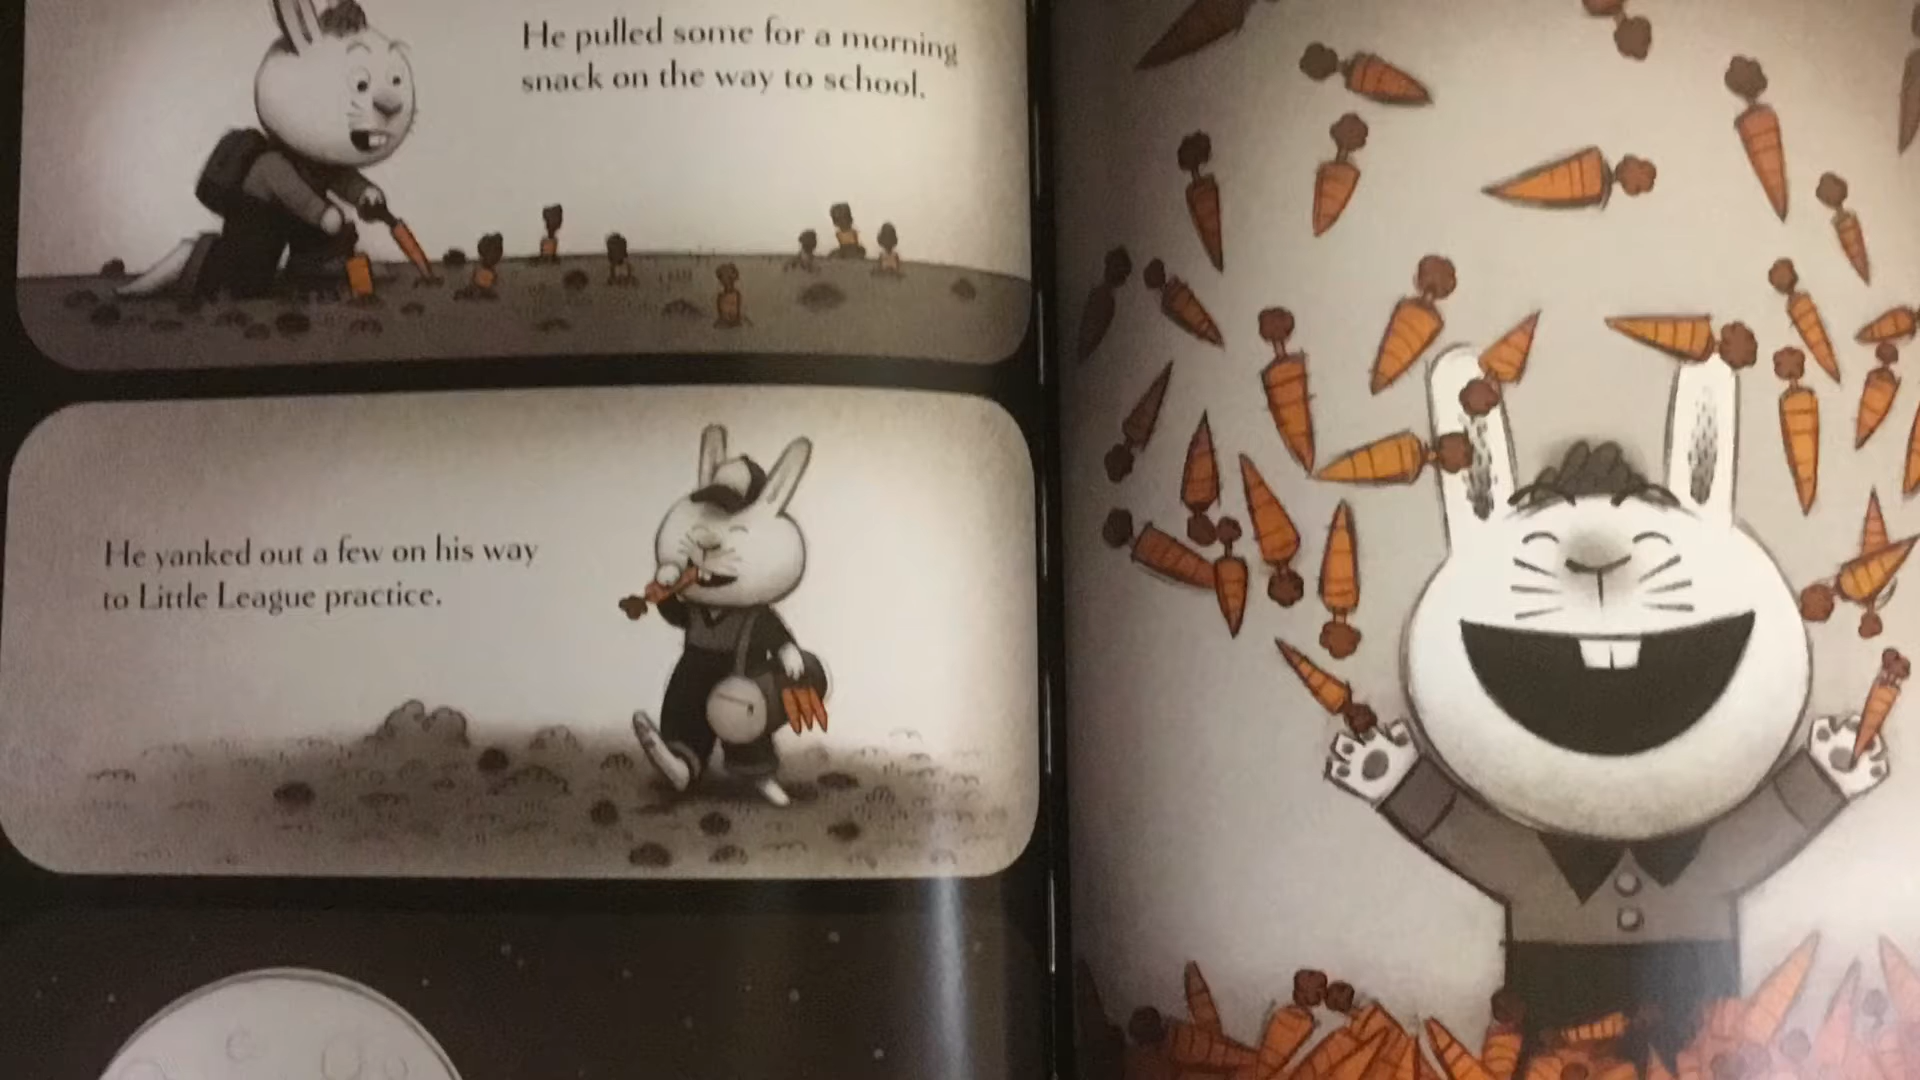 He pulled some for a morning
snack on the way to school.
He yanked out a few on his way
to Little League practice.